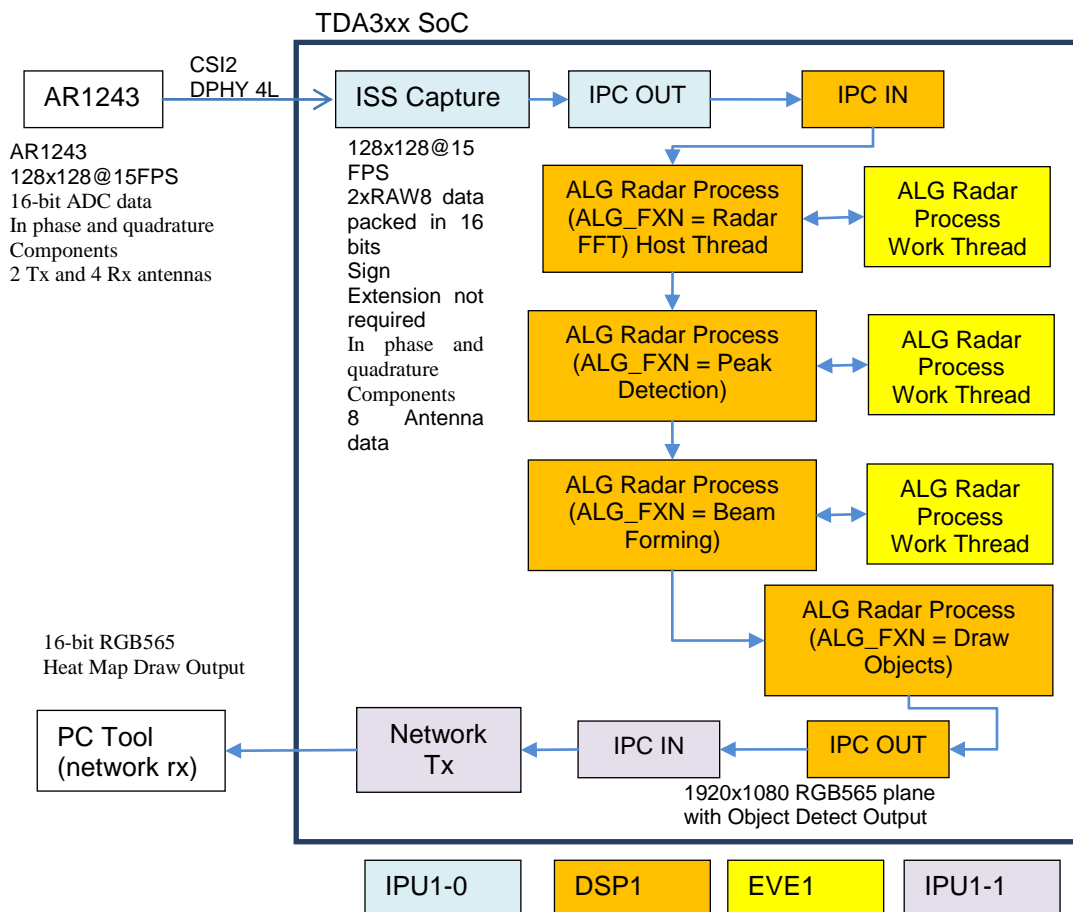 TDA3xx SoC
CSI2
DPHY 4L
AR1243
ISS Capture
IPC OUT
IPC IN
AR1243
128x128@15FPS
16-bit ADC data
In phase and quadrature
Components
2 Tx and 4 Rx antennas
128x128@15
FPS
2xRAW8 data
packed in 16
bits
Sign
Extension not
required
In phase and
quadrature
Components
8 Antenna
data
ALG Radar Process
(ALG_FXN = Radar
FFT) Host Thread
ALG Radar
Process
Work Thread
ALG Radar Process
(ALG_FXN = Peak
Detection)
ALG Radar
Process
Work Thread
ALG Radar Process
(ALG_FXN = Beam
Forming)
ALG Radar
Process
Work Thread
ALG Radar Process
(ALG_FXN = Draw
Objects)
16-bit RGB565
Heat Map Draw Output
PC Tool
(network rx)
Network
Tx
IPC IN
IPC OUT
1920x1080 RGB565 plane
with Object Detect Output
IPU1-0
DSP1
EVE1
IPU1-1